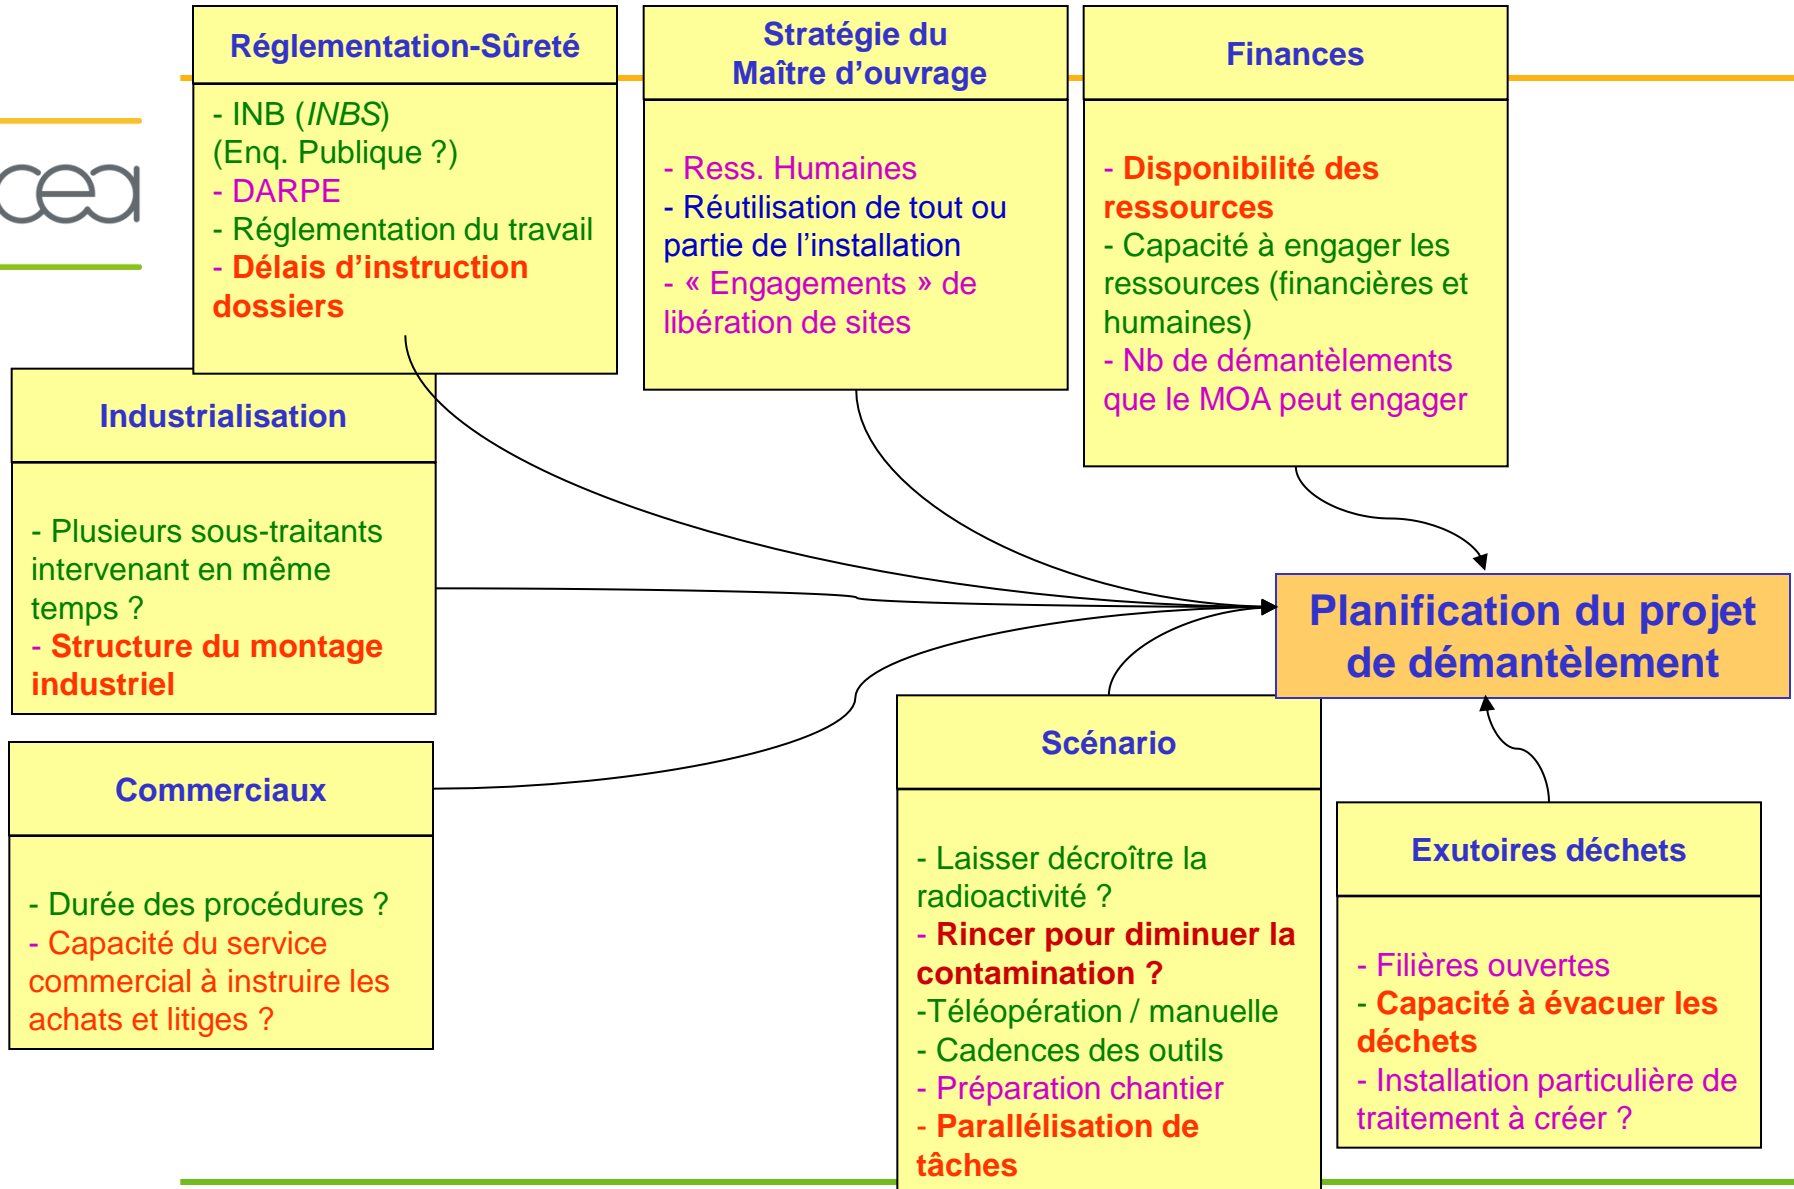 cea
Réglementation-Sûreté
- INB (INBS)
(Enq. Publique ?)
- DARPE
- Réglementation du travail
- Délais d'instruction
dossiers
Stratégie du
Maître d'ouvrage
- Ress. Humaines
- Réutilisation de tout ou
partie de l'installation
- « Engagements » de
libération de sites
Finances
- Disponibilité des
ressources
- Capacité à engager les
ressources (financières et
humaines)
- Nb de démantèlements
que le MOA peut engager
Industrialisation
- Plusieurs sous-traitants
intervenant en même
temps ?
- Structure du montage
industriel
Planification du projet
de démantèlement
Commerciaux
- Durée des procédures ?
- Capacité du service
commercial à instruire les
achats et litiges ?
Scénario
- Laisser décroître la
radioactivité ?
- Rincer pour diminuer la
contamination ?
-Téléopération / manuelle
- Cadences des outils
- Préparation chantier
- Parallélisation de
tâches
Exutoires déchets
- Filières ouvertes
- Capacité à évacuer les
déchets
- Installation particulière de
traitement à créer ?